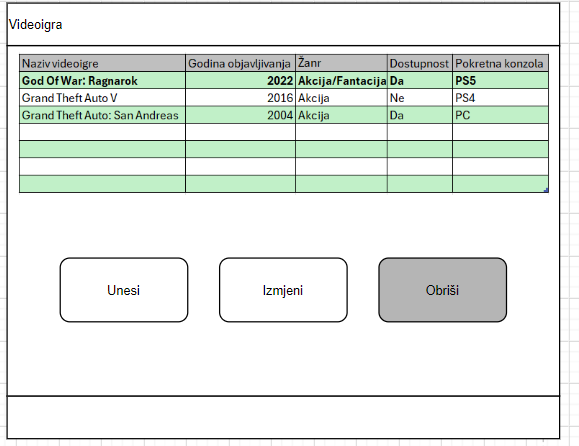 Videoigra
Naziv videoigre Godina objavljivanja Žanr Dostupnost Pokretna konzola
God Of War: Ragnarok 2022 Akcija/Fantacija Da PS5
Grand Theft Auto V 2016 Akcija Ne PS4
Grand Theft Auto: San Andreas 2004 Akcija Da PC
Unesi Izmjeni Obriši